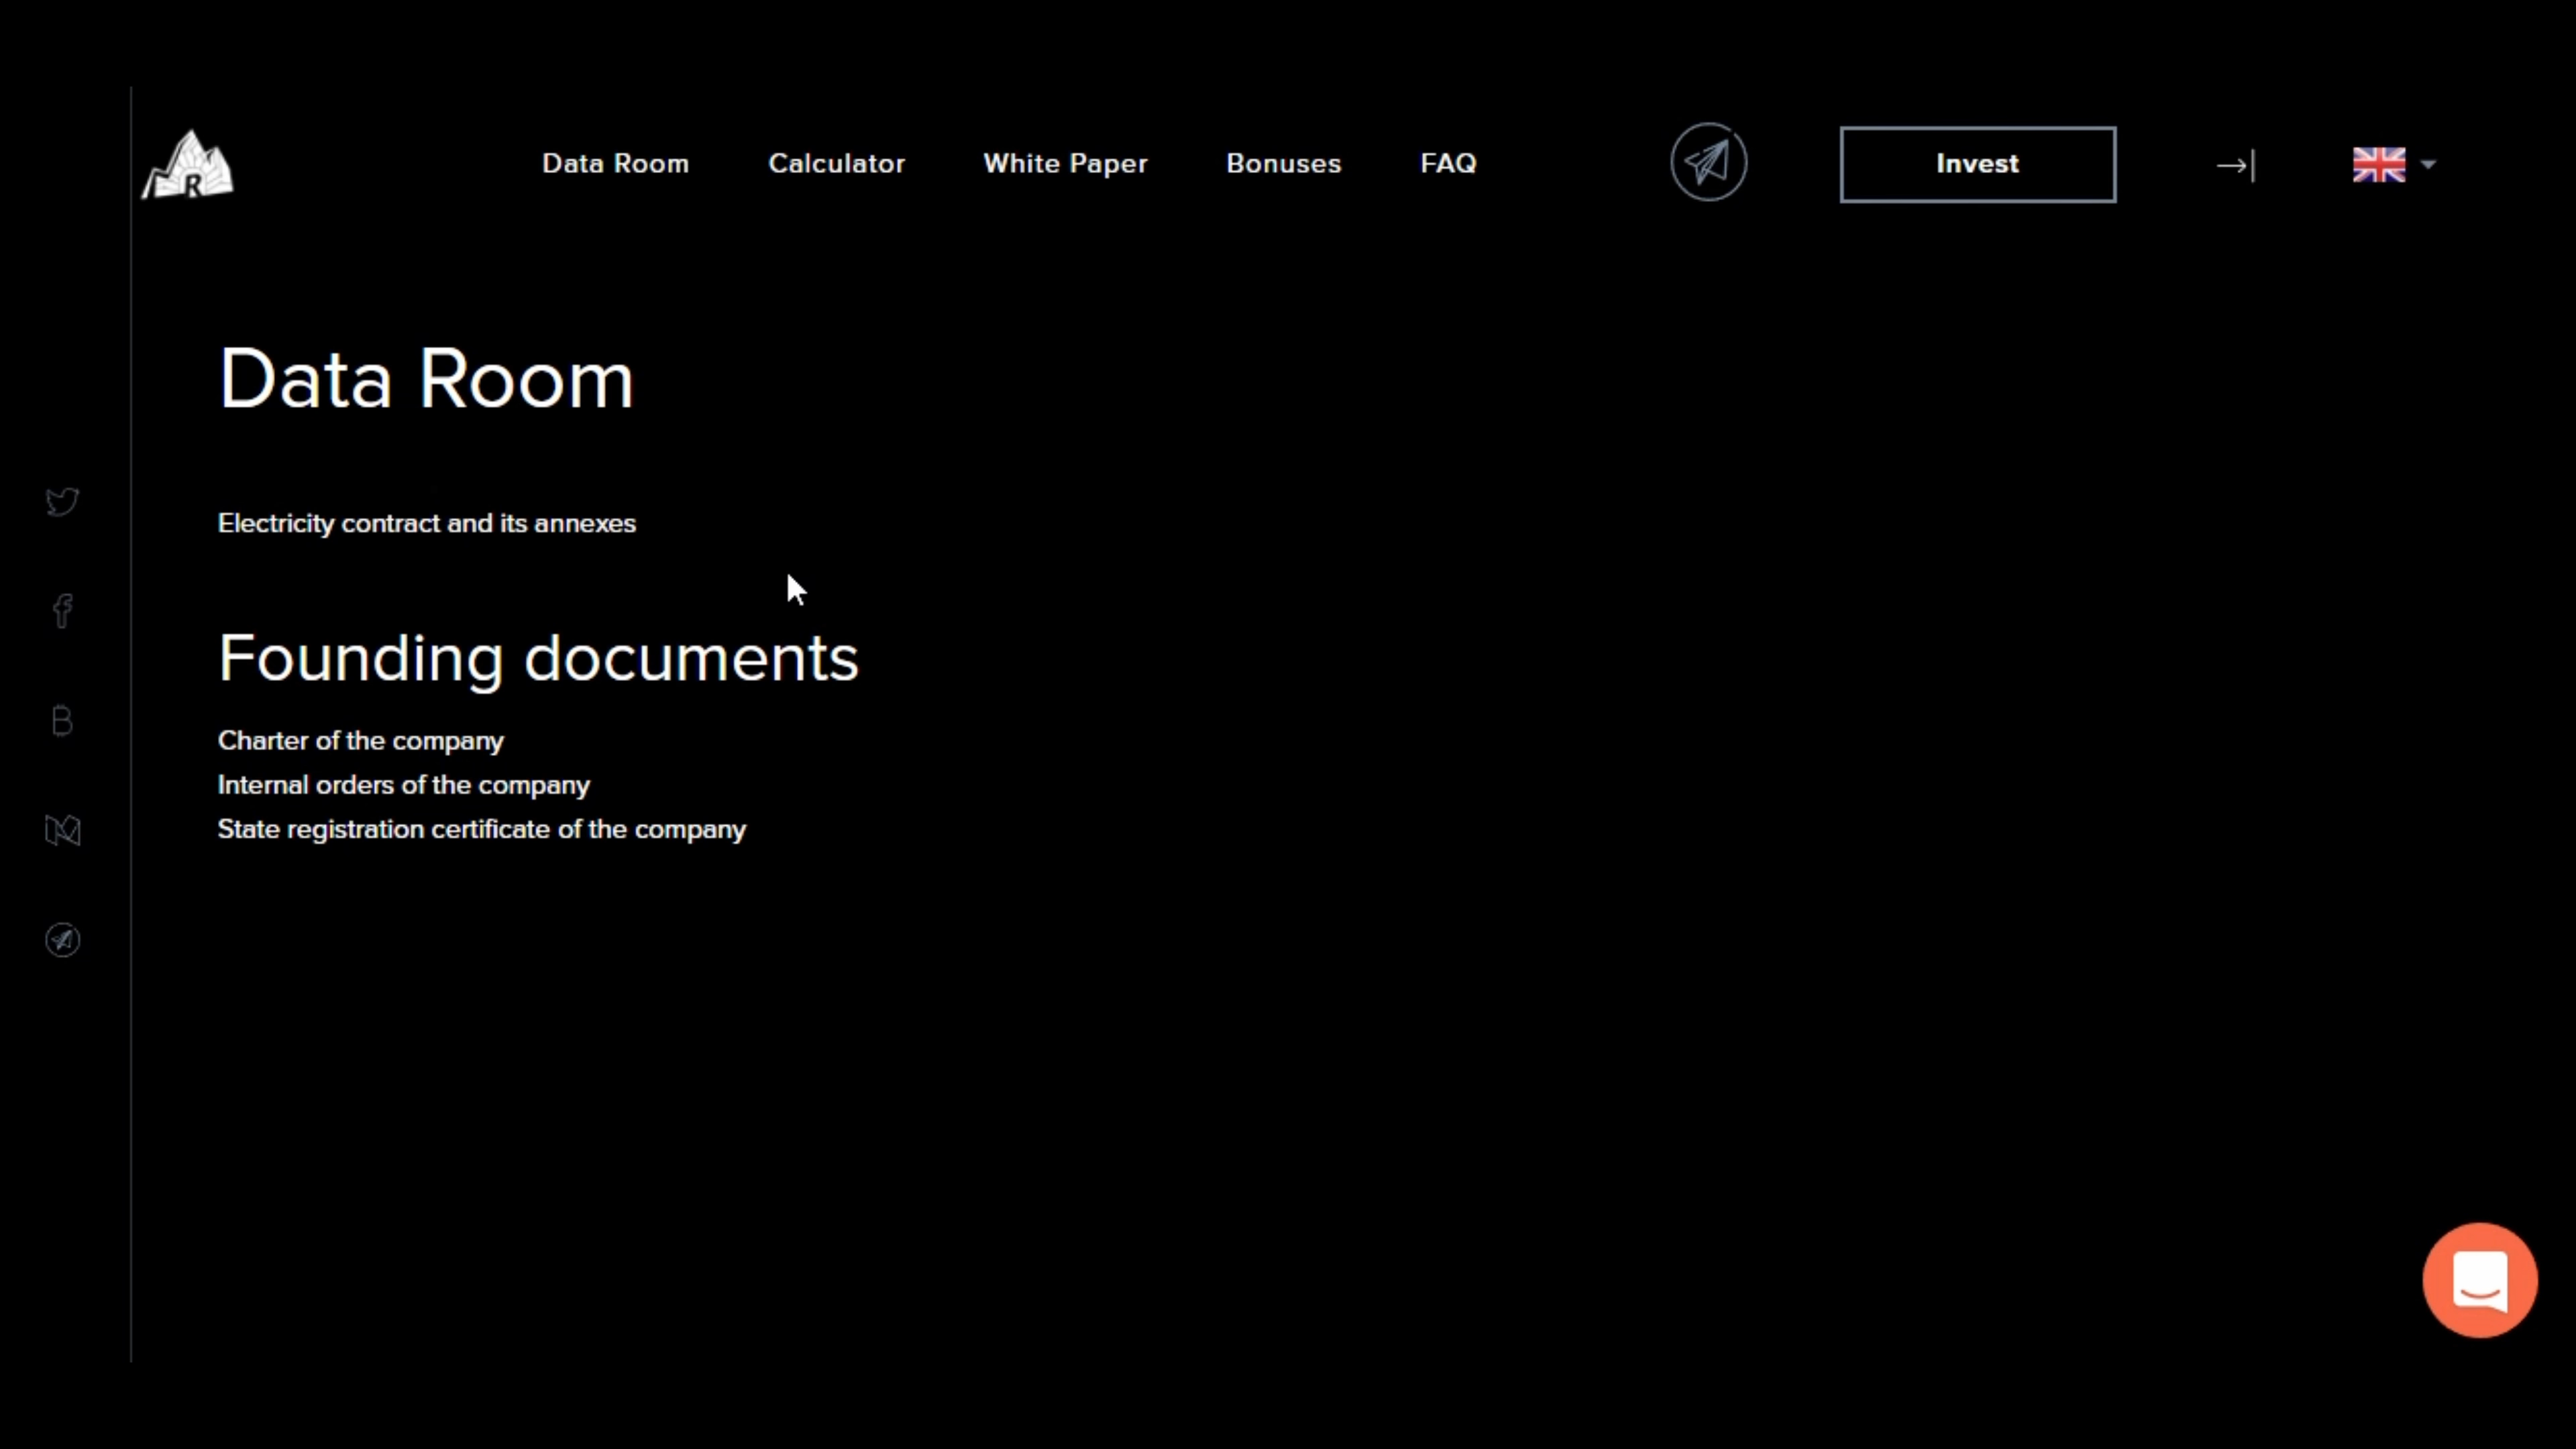 R
Data Room
Calculator
White Paper
Bonuses
FAQ
Invest
Data Room
Electricity contract and its annexes
Founding documents
Charter of the company
Internal orders of the company
State registration certificate of the company